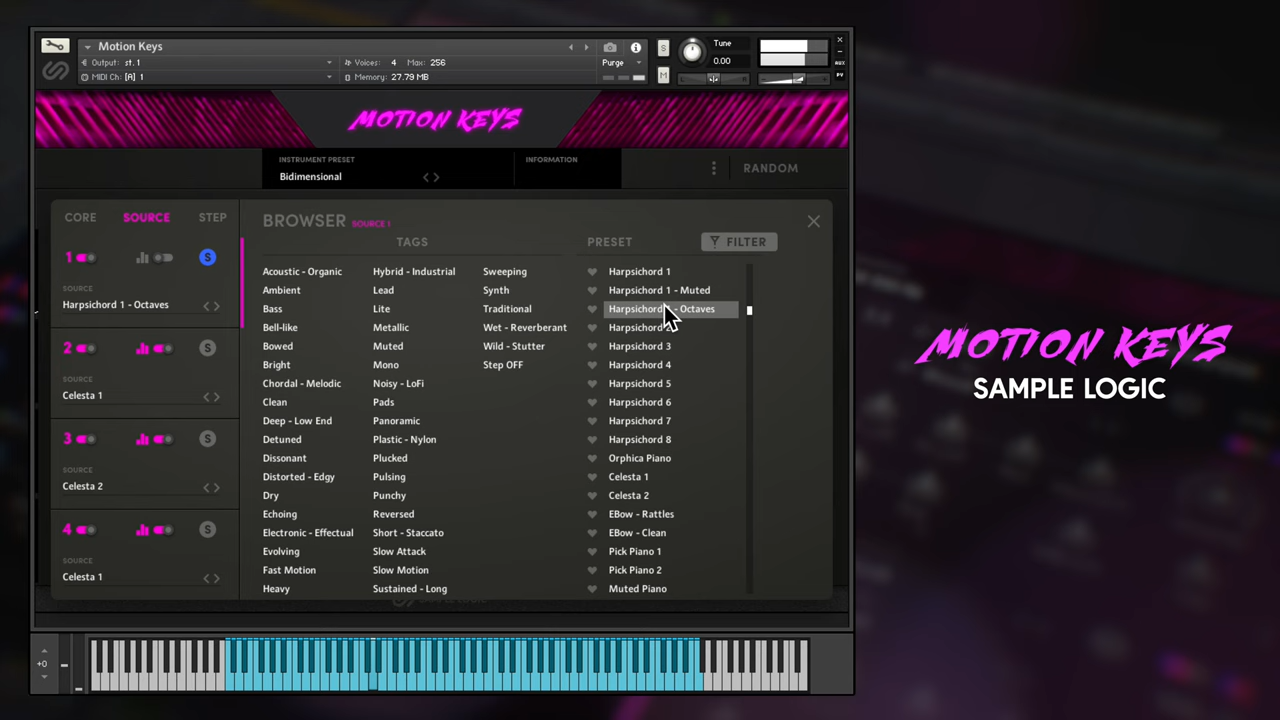 Motion Keys
Output: st. 1
Voices: 4 Max: 256
Purge
MIDI Ch: [A] 1
Memory: 27.79 MB
S
M
Tune
0.00
AUX
PV
MOTION KEYS
INSTRUMENT PRESET
Bidimensional
INFORMATION
RANDOM
CORE
SOURCE
STEP
1
S
SOURCE
Harpsichord 1 - Octaves
2
S
SOURCE
Celesta 1
3
S
SOURCE
Celesta 2
4
S
SOURCE
Celesta 1
BROWSER SOURCE 1
TAGS
PRESET
FILTER
Acoustic - Organic
Ambient
Bass
Bell-like
Bowed
Bright
Chordal - Melodic
Clean
Deep - Low End
Detuned
Dissonant
Distorted - Edgy
Dry
Echoing
Electronic - Effectual
Evolving
Fast Motion
Heavy
Hybrid - Industrial
Lead
Lite
Metallic
Muted
Mono
Noisy - LoFi
Pads
Panoramic
Plastic - Nylon
Plucked
Pulsing
Punchy
Reversed
Short - Staccato
Slow Attack
Slow Motion
Sustained - Long
Sweeping
Synth
Traditional
Wet - Reverberant
Wild - Stutter
Step OFF
Harpsichord 1
Harpsichord 1 - Muted
Harpsichord - Octaves
Harpsichord
Harpsichord 3
Harpsichord 4
Harpsichord 5
Harpsichord 6
Harpsichord 7
Harpsichord 8
Orphica Piano
Celesta 1
Celesta 2
EBow - Rattles
EBow - Clean
Pick Piano 1
Pick Piano 2
Muted Piano
+0
MOTION KEYS
SAMPLE LOGIC